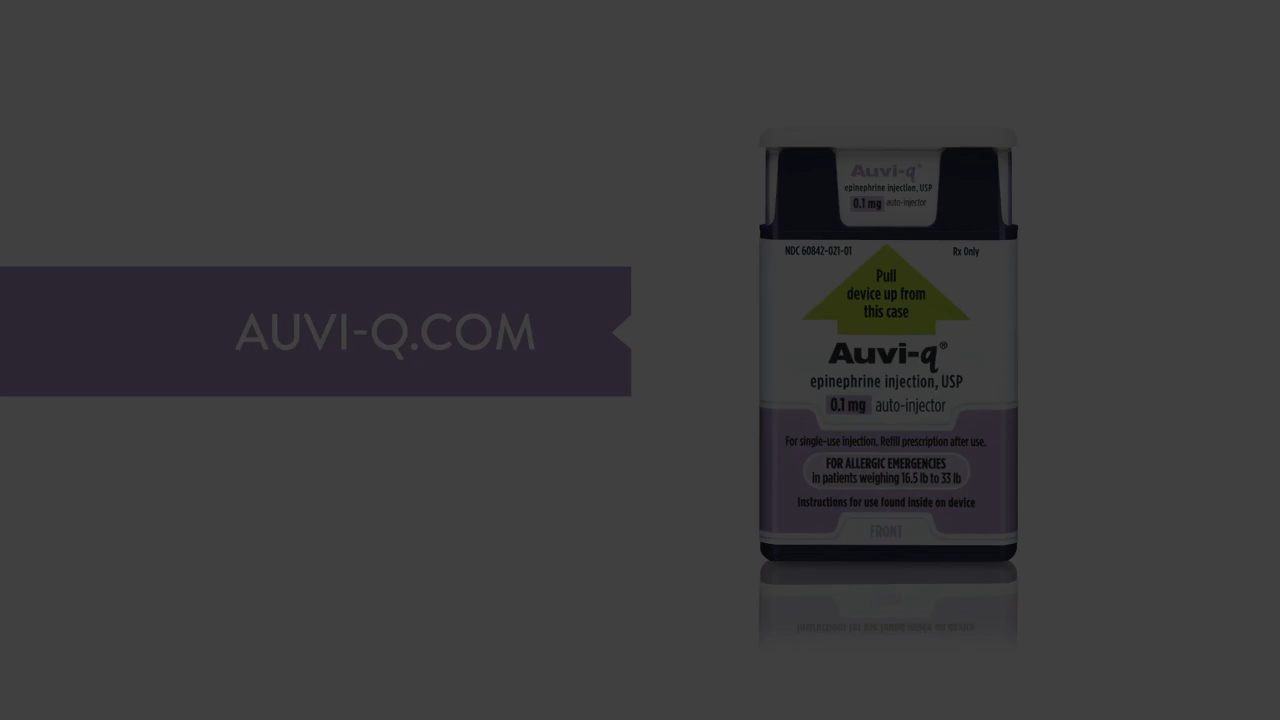 AUVI-Q.COM
Auvi-q®
epinephrine injection, USP
0.1 mg auto-injector
NDC 60842-021-01
Rx Only
Pull
device up from
this case
Auvi-q®
epinephrine injection, USP
0.1 mg auto-injector
For single-use injection. Refill prescription after use.
FOR ALLERGIC EMERGENCIES
in patients weighing 16.5 lb to 33 lb
Instructions for use found inside on device
FRONT